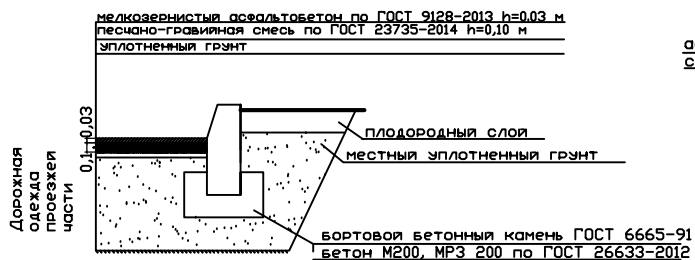 мелкозернистый асфальтобетон по ГОСТ 9128-2013 h=0.03 м
песчано-гравийная смесь по ГОСТ 23735-2014 h=0,10 м
уплотненный грунт
0,1 0,03
плодородный слой
местный уплотненный грунт
Дорожная
одежда
проезжей
части
бортовой бетонный камень ГОСТ 6665-91
бетон М200, МРЗ 200 по ГОСТ 26633-2012